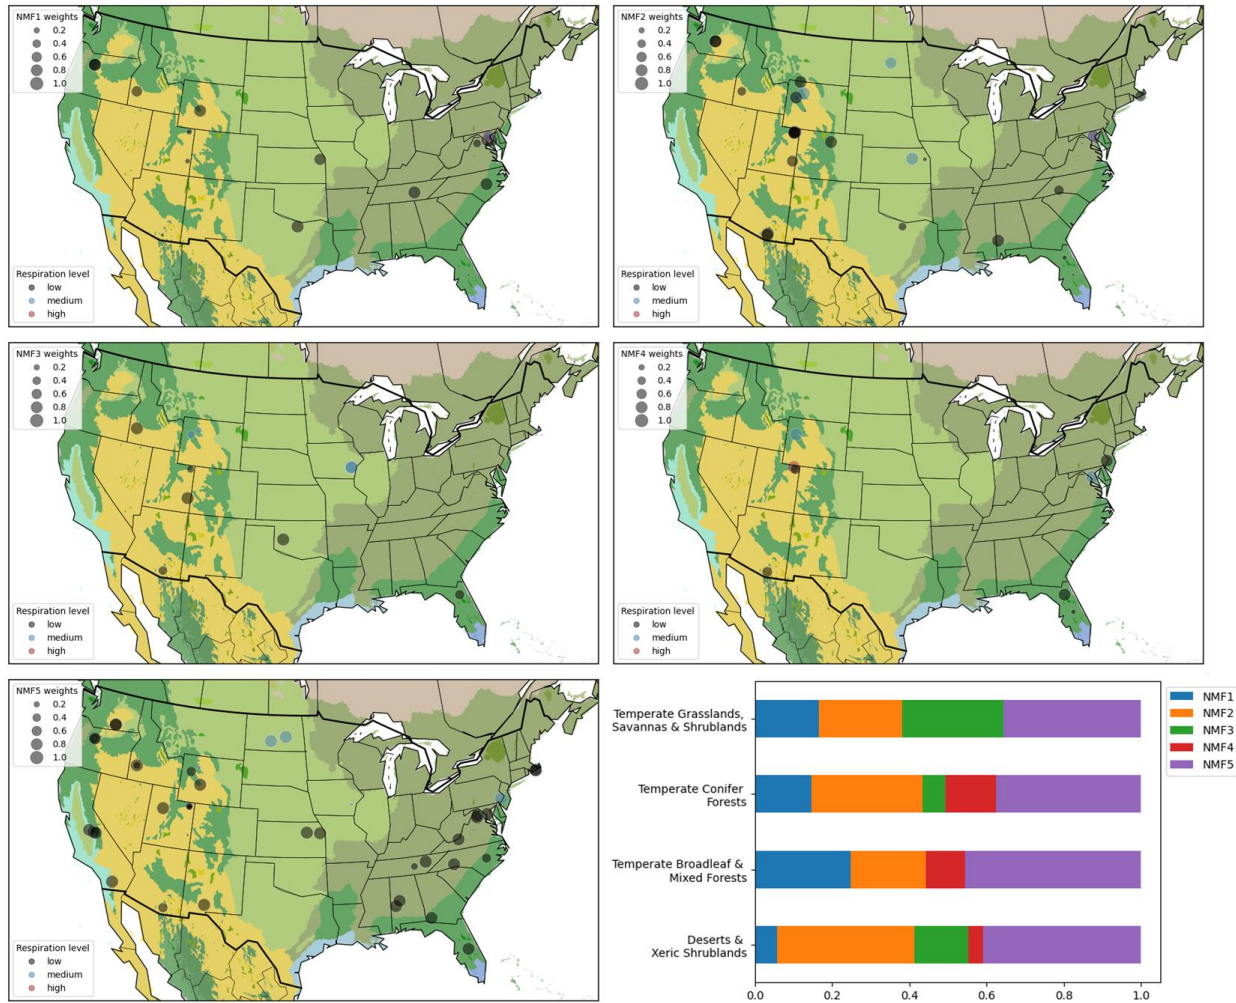 NMF1 weights
0.2
0.4
0.6
0.8
1.0
Respiration level
low
medium
high
NMF2 weights
0.2
0.4
0.6
0.8
1.0
Respiration level
low
medium
high
NMF3 weights
0.2
0.4
0.6
0.8
1.0
Respiration level
low
medium
high
NMF4 weights
0.2
0.4
0.6
0.8
1.0
Respiration level
low
medium
high
NMF5 weights
0.2
0.4
0.6
0.8
1.0
Respiration level
low
medium
high
Temperate Grasslands,
Savannas & Shrublands
Temperate Conifer
Forests
Temperate Broadleaf &
Mixed Forests
Deserts &
Xeric Shrublands
0.0 0.2 0.4 0.6 0.8 1.0
NMF1
NMF2
NMF3
NMF4
NMF5